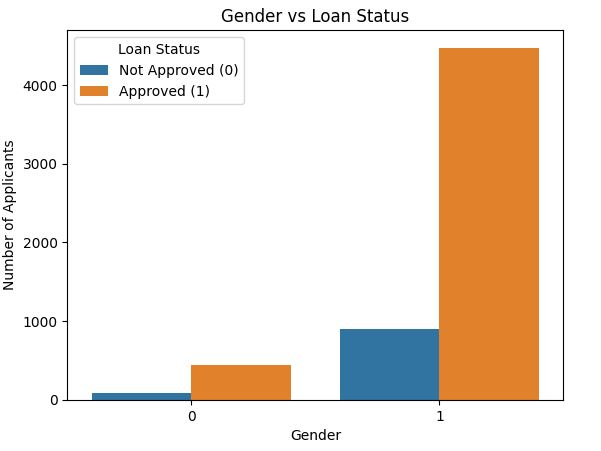 Gender vs Loan Status
Loan Status
Not Approved (0)
Approved (1)
4000
3000
2000
1000
0
Number of Applicants
0 1
Gender